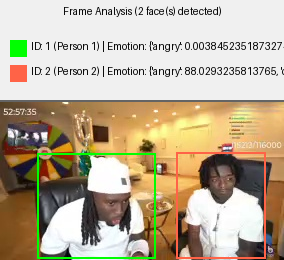 Frame Analysis (2 face(s) detected)
ID: 1 (Person 1) | Emotion: {'angry': 0.003845235187327
ID: 2 (Person 2) | Emotion: {'angry': 88.0293235813765, '
52:57:35
/116000